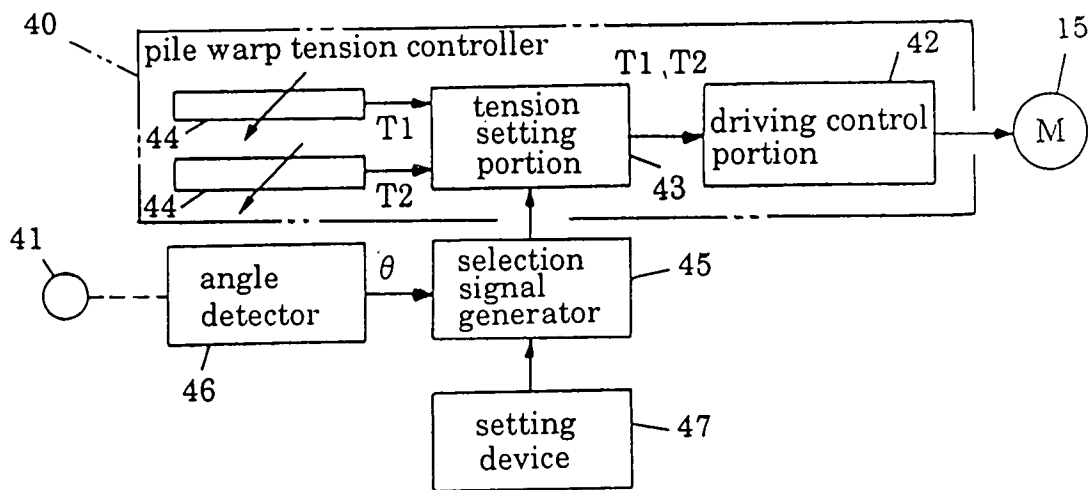 40
pile warp tension controller
T1、T2
42
15
44
T1
tension
setting
portion
driving control
portion
M
44
T2
43
41
angle
detector
θ
selection
signal
generator
45
46
setting
device
47